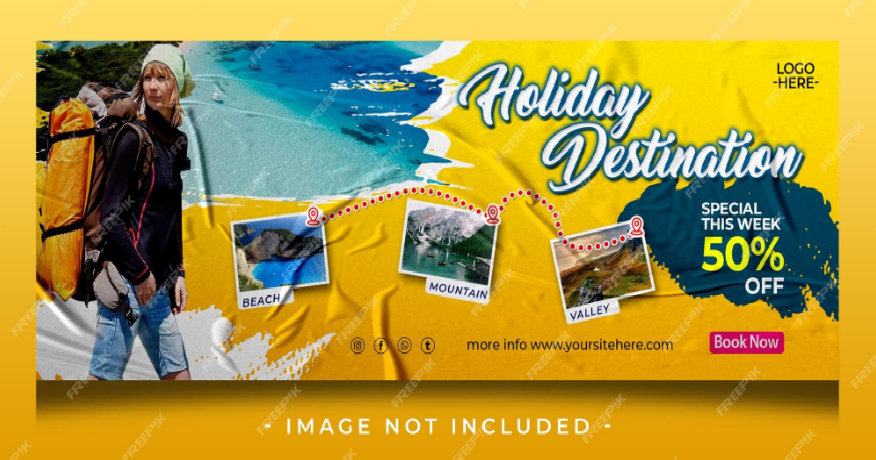 Holiday
Destination
LOGO
-HERE-
SPECIAL
THIS WEEK
50%
OFF
BEACH
MOUNTAIN
VALLEY
more info www.yoursitehere.com
Book Now
- IMAGE NOT INCLUDED -
FREEPIK